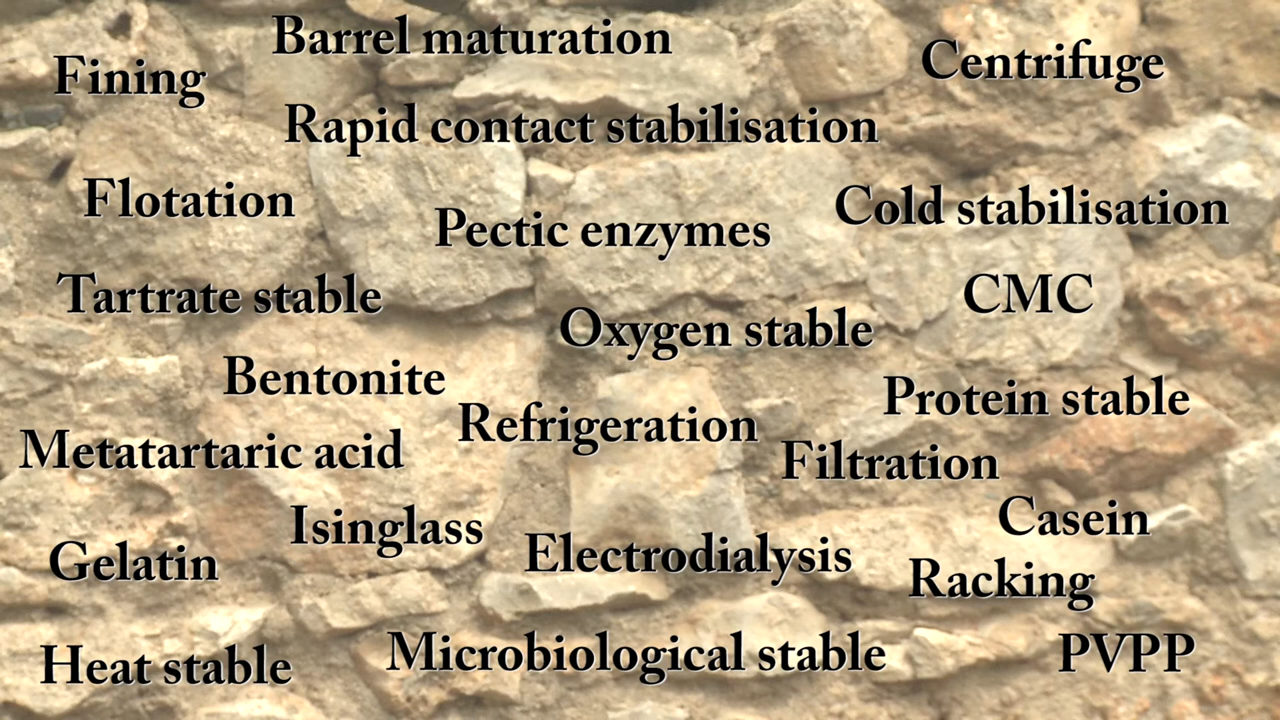 Barrel maturation
Fining
Centrifuge
Rapid contact stabilisation
Flotation
Pectic enzymes
Cold stabilisation
Tartrate stable
CMC
Oxygen stable
Bentonite
Protein stable
Refrigeration
Metatartaric acid
Filtration
Isinglass
Casein
Gelatin
Electrodialysis
Racking
Heat stable
Microbiological stable
PVPP